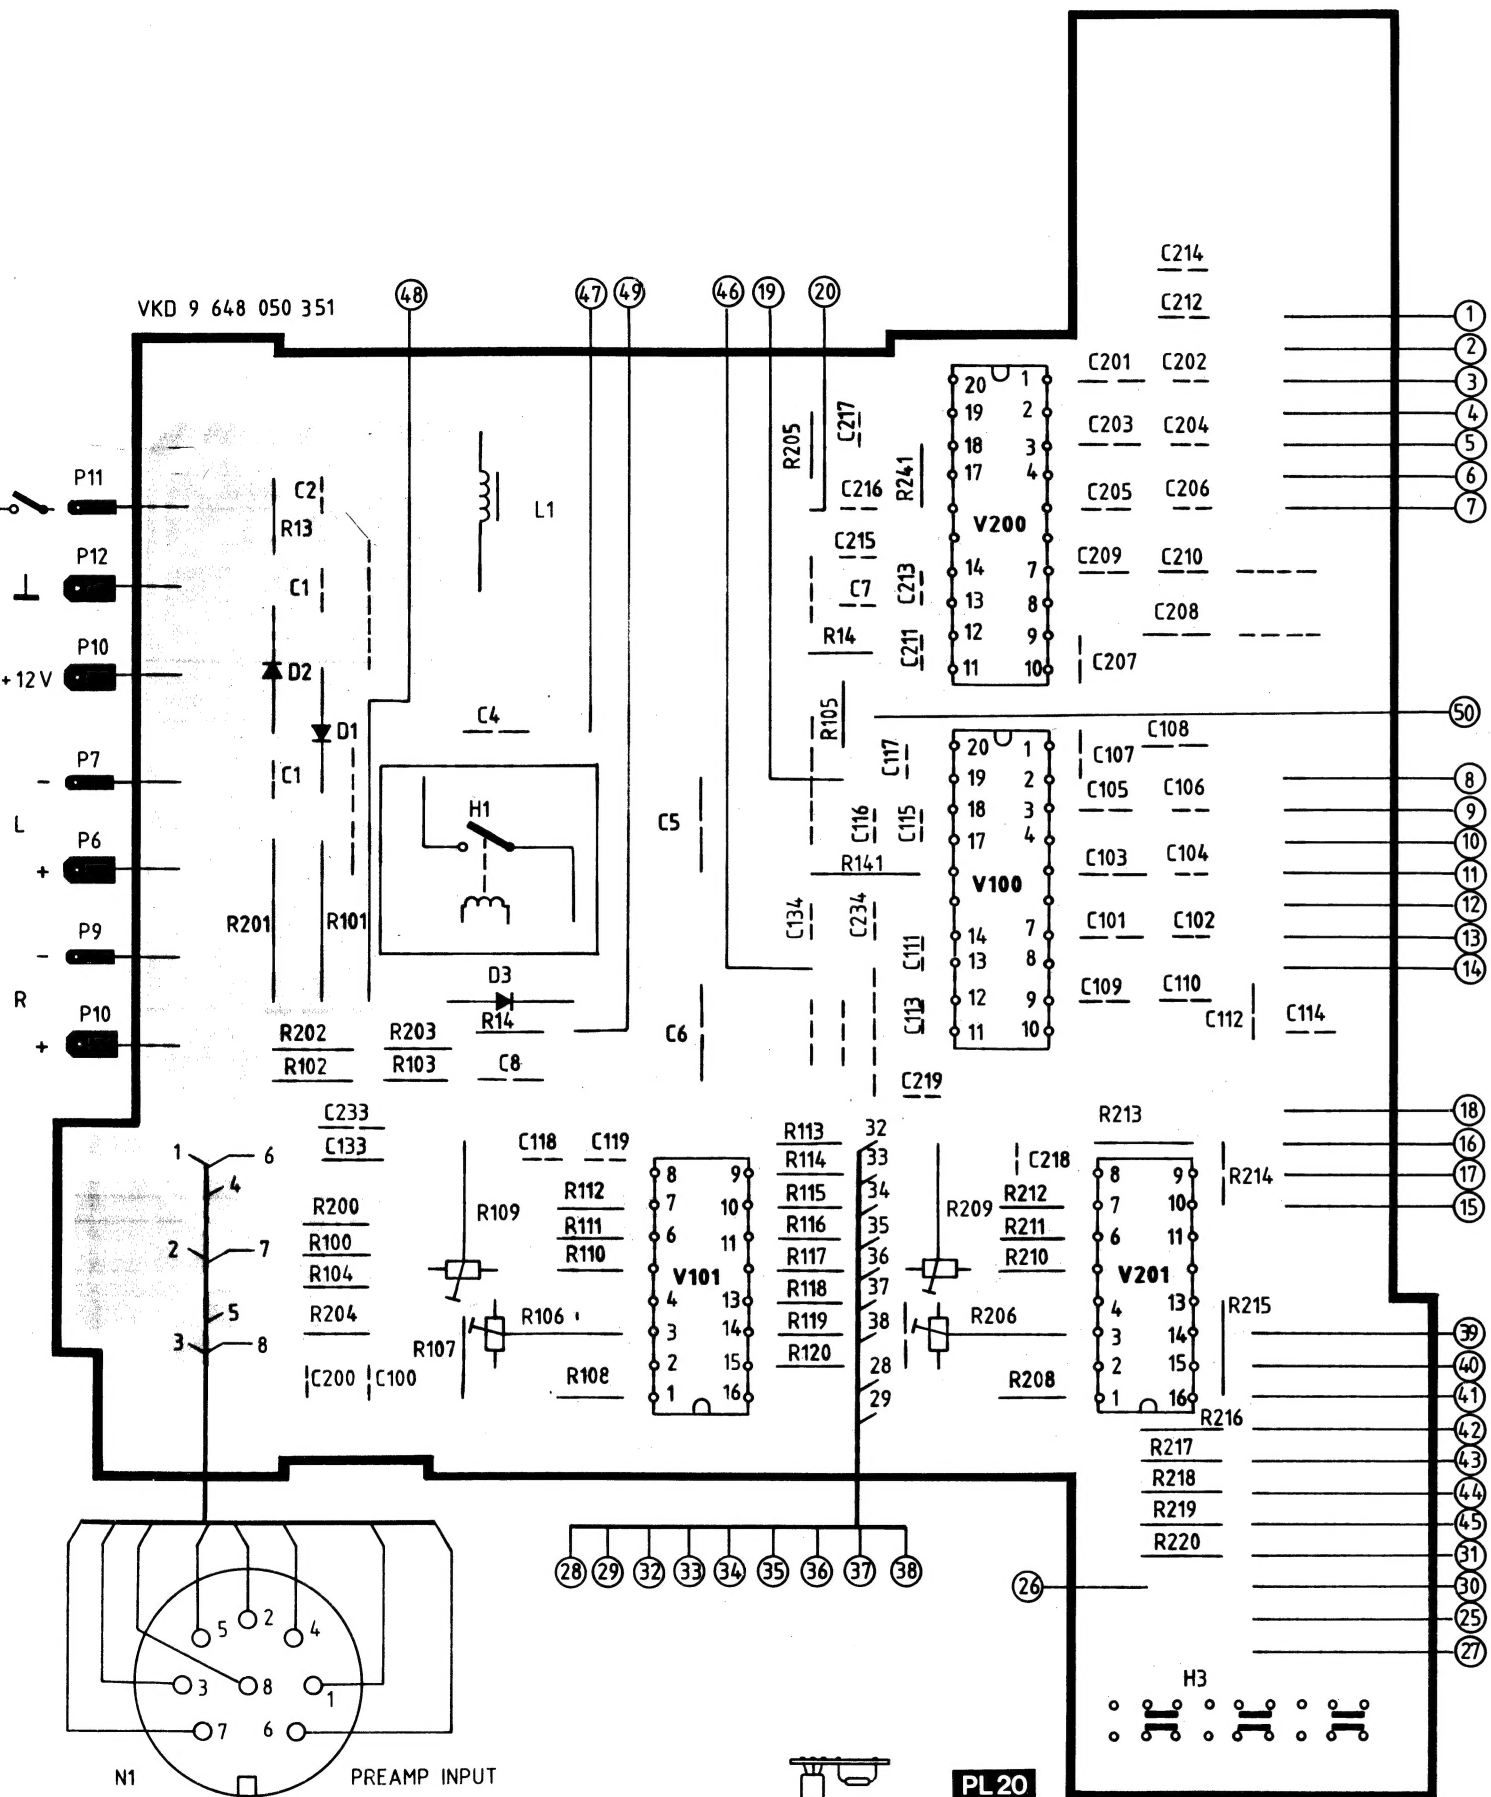 C214
VKD 9 648 050 351
48
47
49
46
19
20
C212
1
2
C201 C202
3
4
C203 C204
5
6
C205 C206
7
C209 C210
C208
C207
R205
C217
C216
R241
C215
C7
C213
R14
C211
20 1
19 2
18 3
17 4
V200
14 7
13 8
12 9
11 10
P11
P12
P10
+12V
P7
-
L
P6
+
P9
-
R
P10
+
C2
R13
L1
C1
D2
D1
C1
C4
H1
R201
R101
D3
R14
C8
R202
R203
R102
R103
C5
C6
R105
C117
C116
C115
R141
C134
C234
C111
C113
C219
50
20 1
19 2
18 3
17 4
V100
14 7
13 8
12 9
11 10
C108
C107
C105 C106
C103 C104
C101 C102
C109 C110
C112 C114
8
9
10
11
12
13
14
18
16
17
15
C233
C133
1 6
4
2 7
5
3 8
R200
R100
R104
R204
C200
C100
C118 C119
R109
R112
R111
R110
R106
R107
R108
8 9
7 10
6 11
V101
4 13
3 14
2 15
1 16
R113
R114
R115
R116
R117
R118
R119
R120
32
33
34
35
36
37
38
28
29
R213
C218
R209
R212
R211
R210
R206
R208
R214
R215
8 9
7 10
6 11
V201
4 13
3 14
2 15
1 16
R216
R217
R218
R219
R220
39
40
41
42
43
44
45
31
30
25
27
26
28 29 32 33 34 35 36 37 38
5 2 4
3 8 1
7 6
H3
N1
PREAMP INPUT
PL20